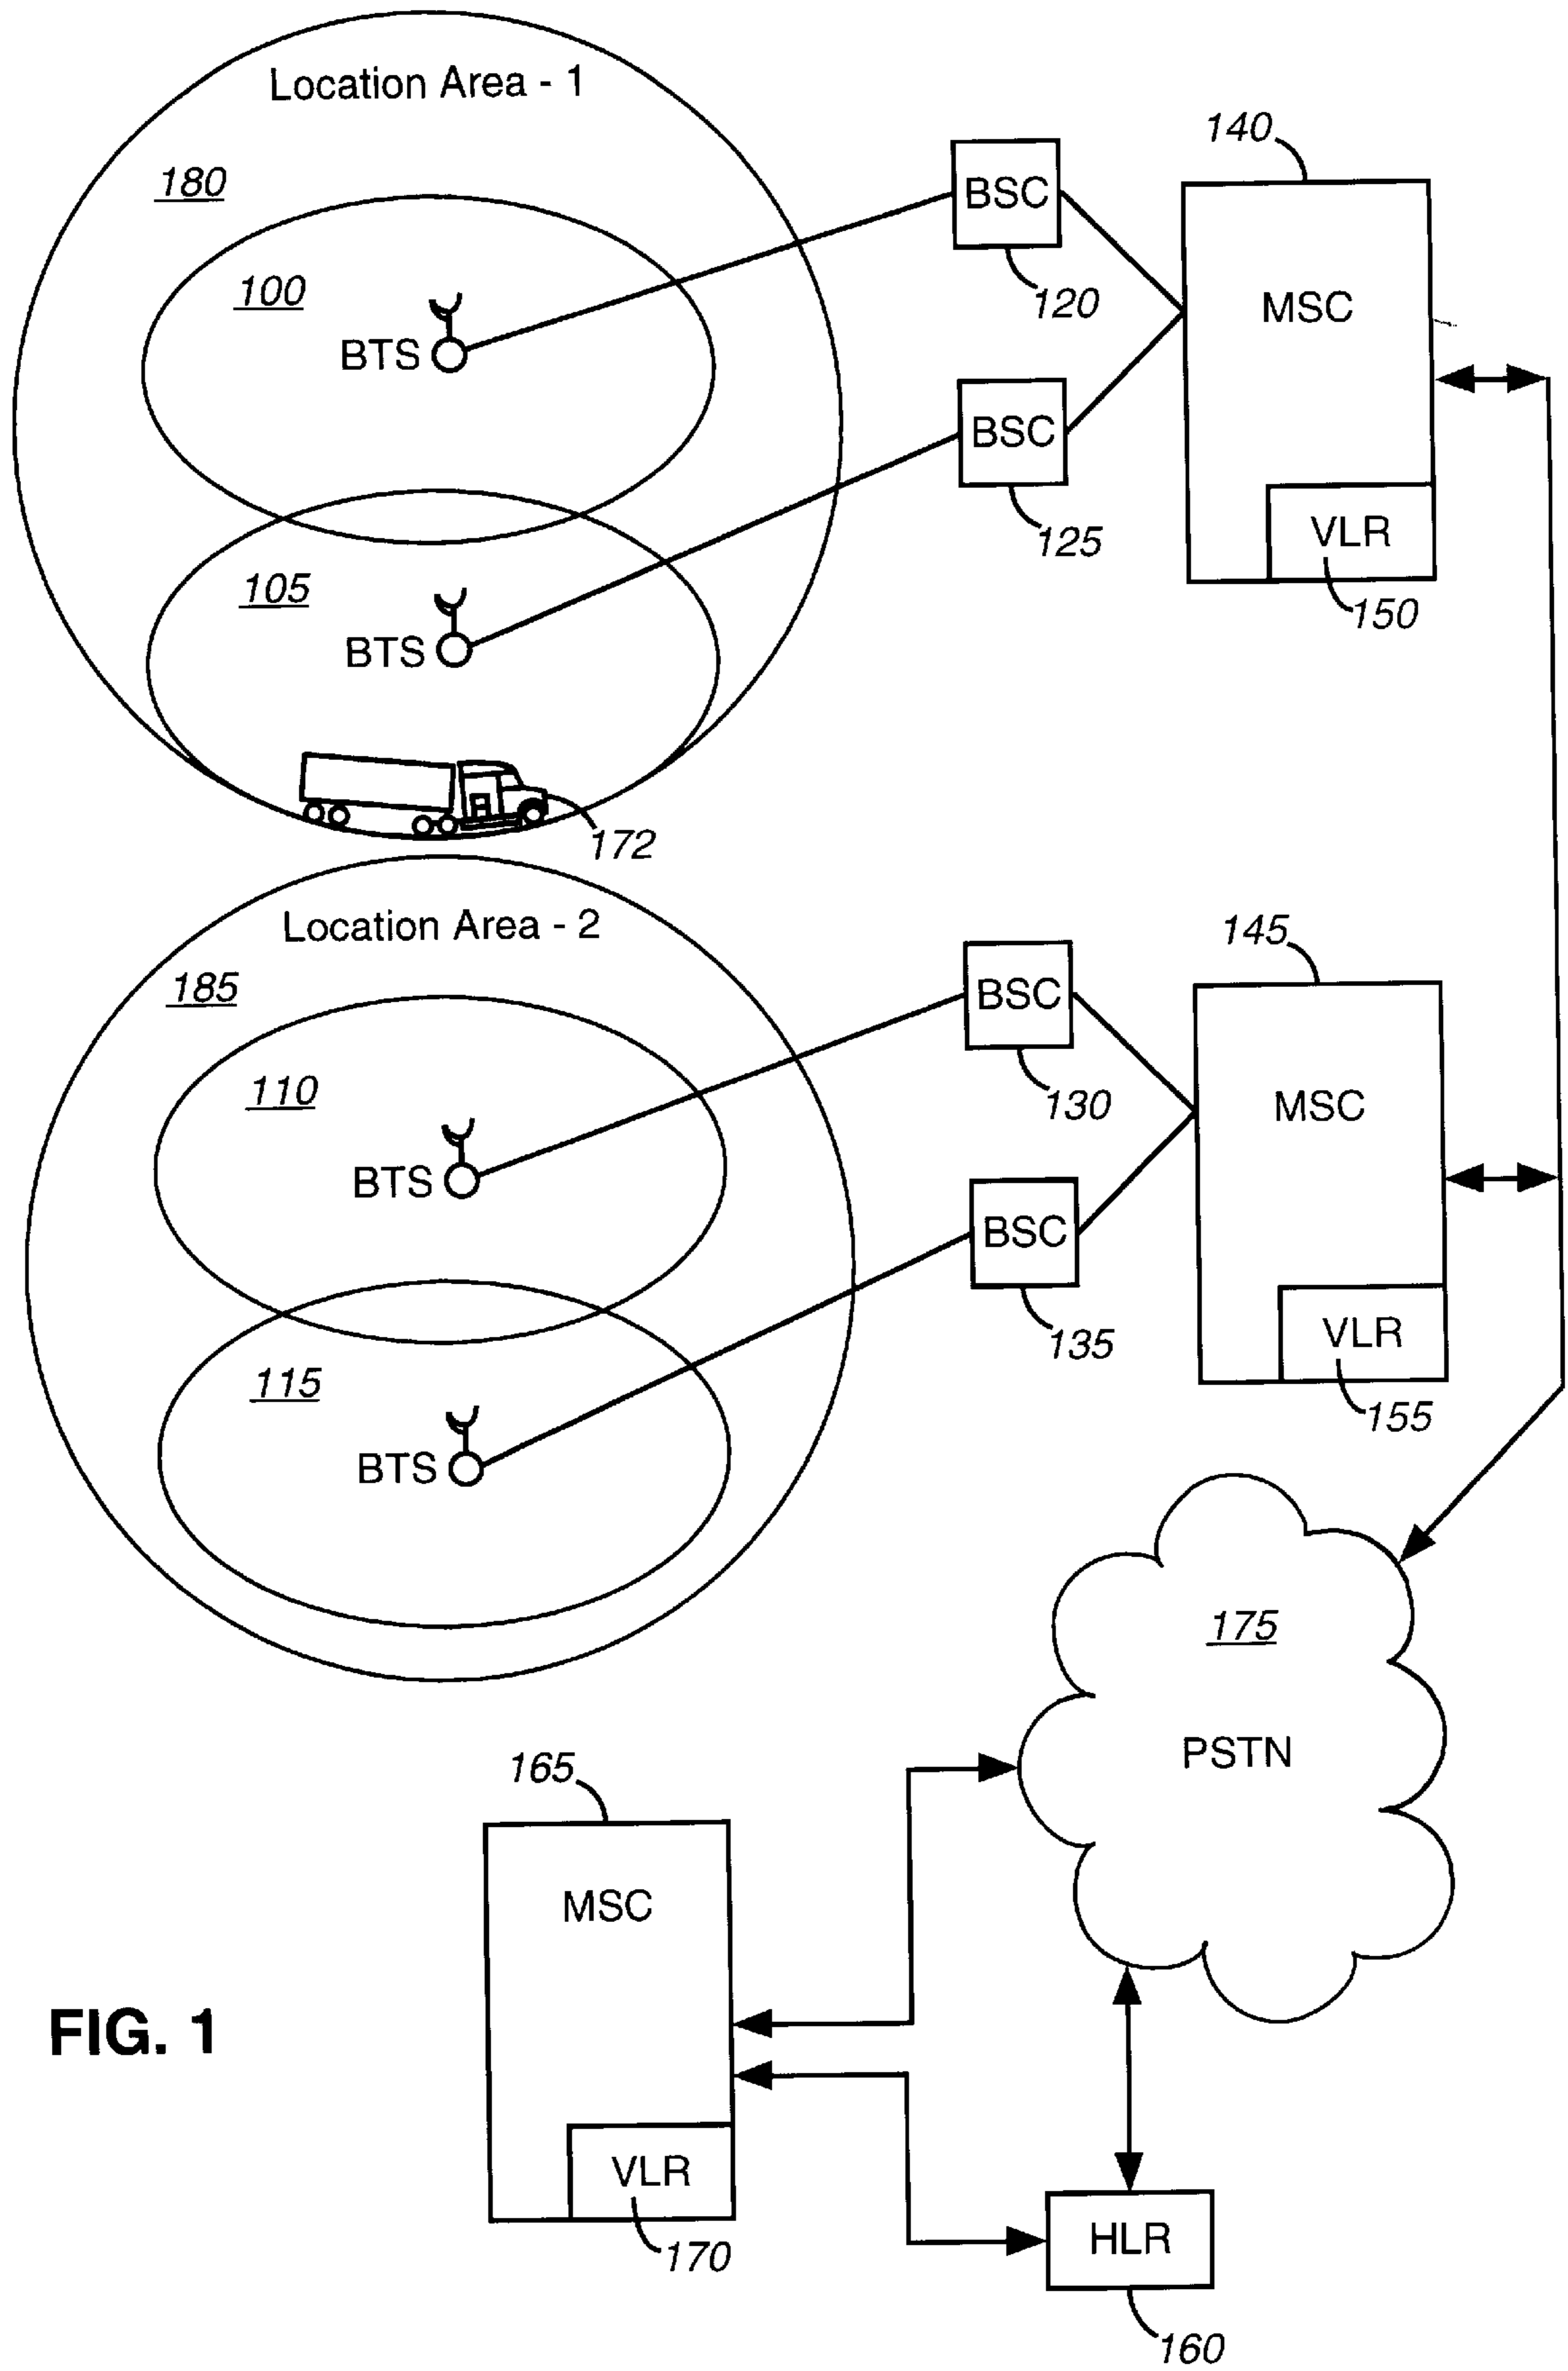 Location Area - 1
180
100
BTS
105
BTS
172
BSC
120
BSC
125
140
MSC
VLR
150
Location Area - 2
185
110
BTS
115
BTS
BSC
130
BSC
135
145
MSC
VLR
155
175
PSTN
165
MSC
VLR
170
HLR
160
FIG. 1